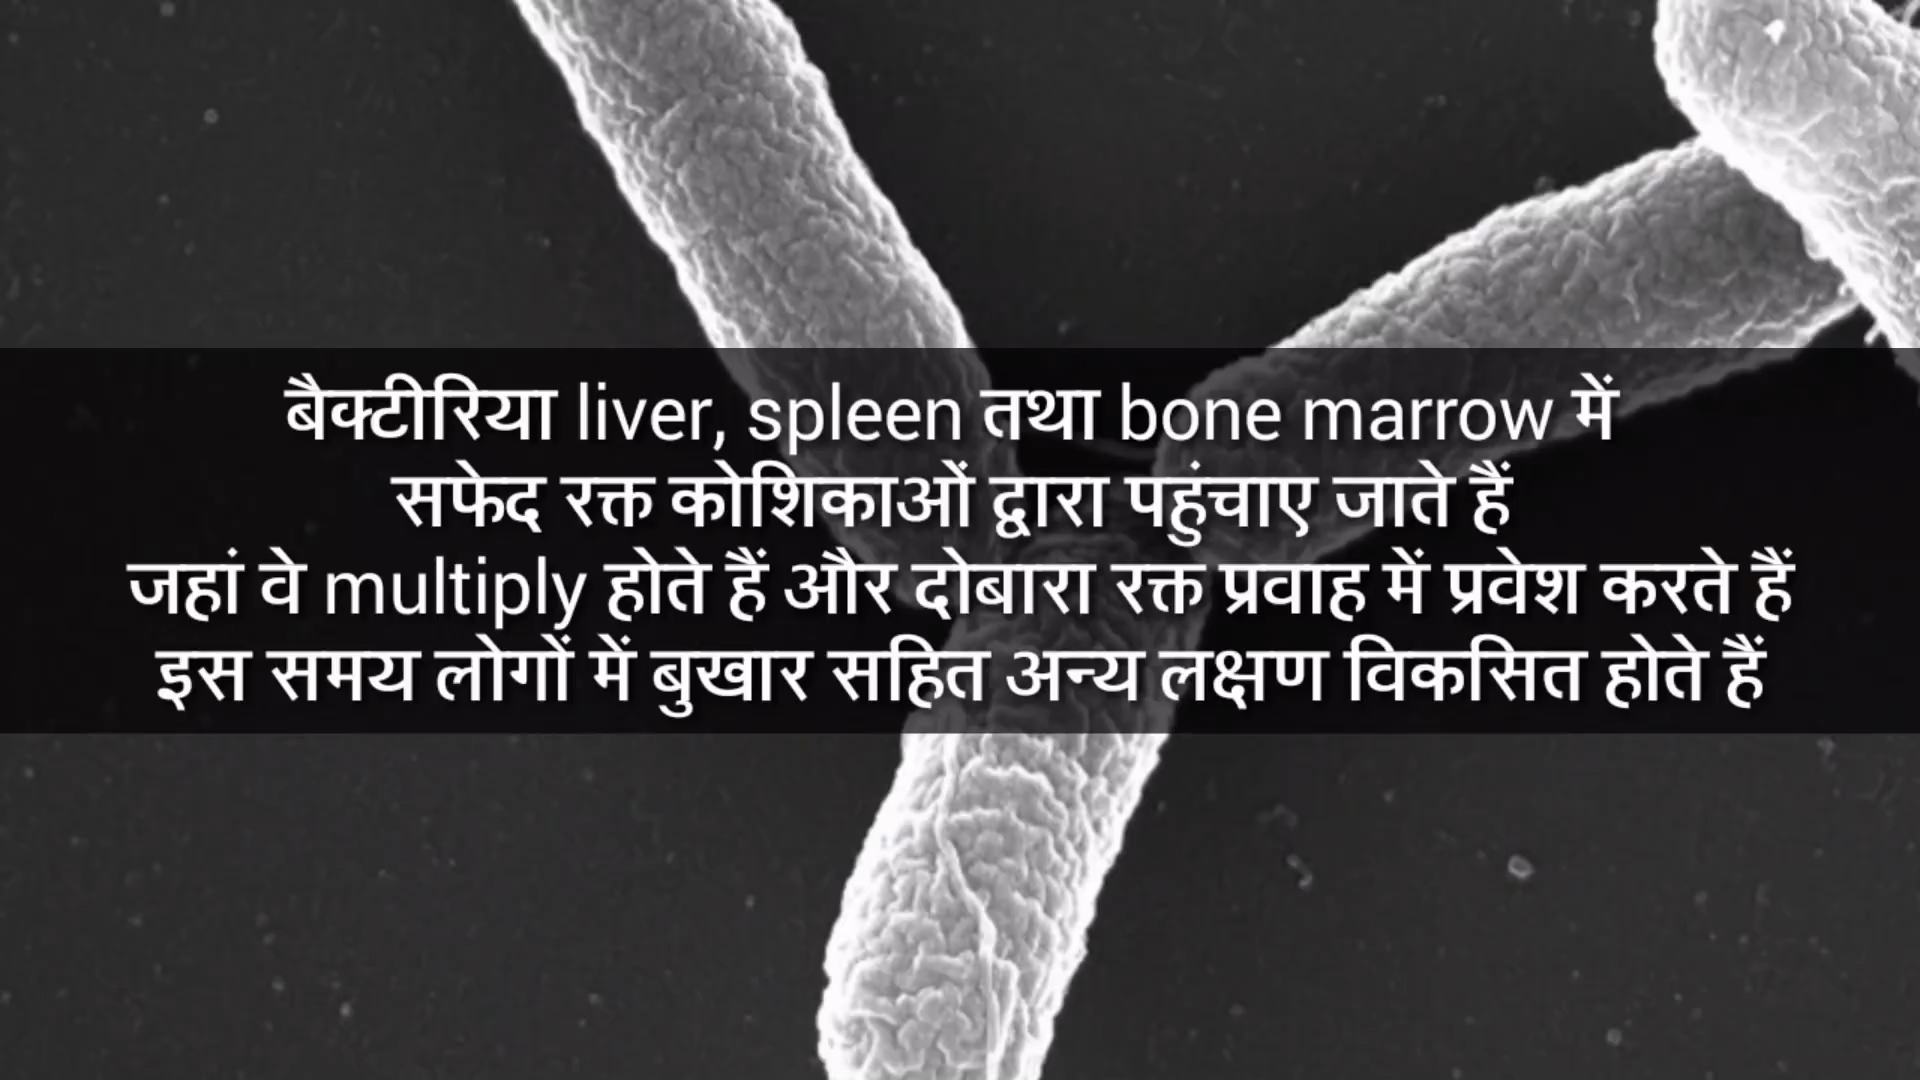 बैक्टीरिया liver, spleen तथा bone marrow में
सफेद रक्त कोशिकाओं द्वारा पहुंचाए जाते हैं
जहां वे multiply होते हैं और दोबारा रक्त प्रवाह में प्रवेश करते हैं
इस समय लोगों में बुखार सहित अन्य लक्षण विकसित होते हैं